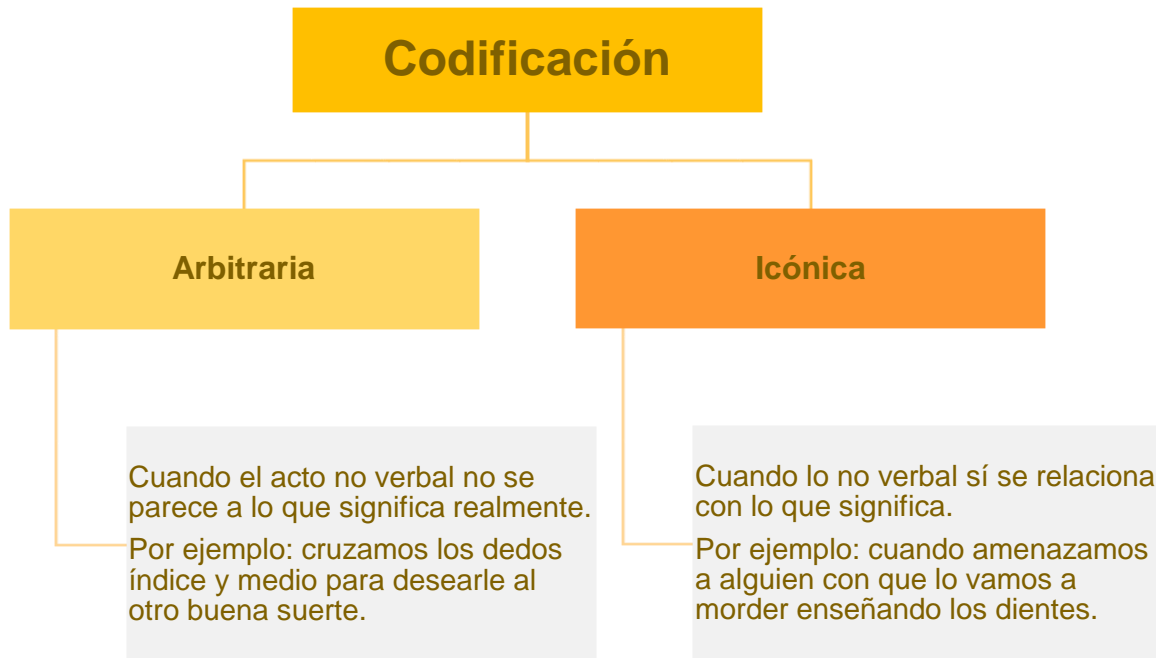 Codificación
Arbitraria
Icónica
Cuando el acto no verbal no se
parece a lo que significa realmente.
Por ejemplo: cruzamos los dedos
índice y medio para desearle al
otro buena suerte.
Cuando lo no verbal sí se relaciona
con lo que significa.
Por ejemplo: cuando amenazamos
a alguien con que lo vamos a
morder enseñando los dientes.